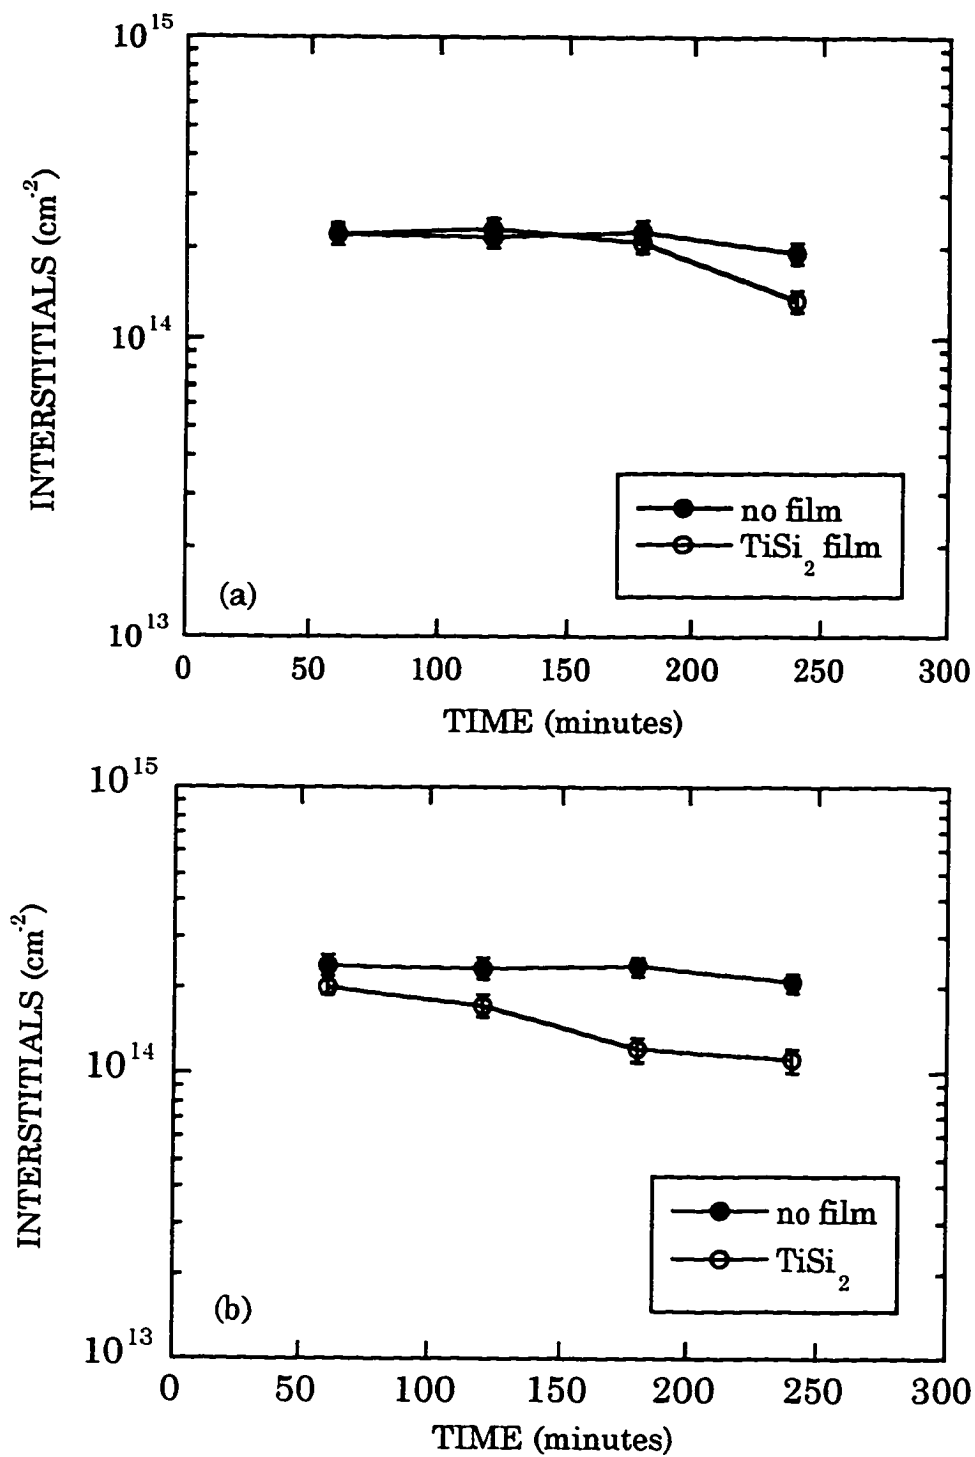 10^15
INTERSTITIALS (cm^-2)
10^14
no film
TiSi_2 film
(a)
10^13
0 50 100 150 200 250 300
TIME (minutes)
10^15
INTERSTITIALS (cm^-2)
10^14
no film
TiSi_2
(b)
10^13
0 50 100 150 200 250 300
TIME (minutes)